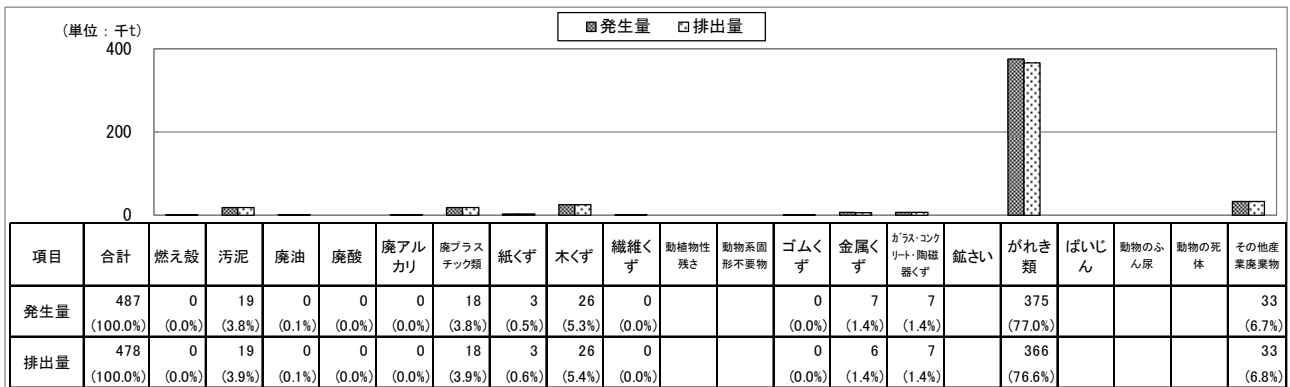 (単位：千t)
発生量 排出量
400
200
0
項目 合計 燃え殻 汚泥 廃油 廃酸 廃アルカリ 廃プラスチック類 紙くず 木くず 繊維くず 動植物性残さ 動物系固形不要物 ゴムくず 金属くず ガラス・コンクリート・陶磁器くず 鉱さい がれき類 ばいじん 動物のふん尿 動物の死体 その他産業廃棄物
発生量 487 0 19 0 0 0 18 3 26 0 0 7 7 375 33
(100.0%) (0.0%) (3.8%) (0.1%) (0.0%) (0.0%) (3.8%) (0.5%) (5.3%) (0.0%) (0.0%) (1.4%) (1.4%) (77.0%) (6.7%)
排出量 478 0 19 0 0 0 18 3 26 0 0 6 7 366 33
(100.0%) (0.0%) (3.9%) (0.1%) (0.0%) (0.0%) (3.9%) (0.6%) (5.4%) (0.0%) (0.0%) (1.4%) (1.4%) (76.6%) (6.8%)